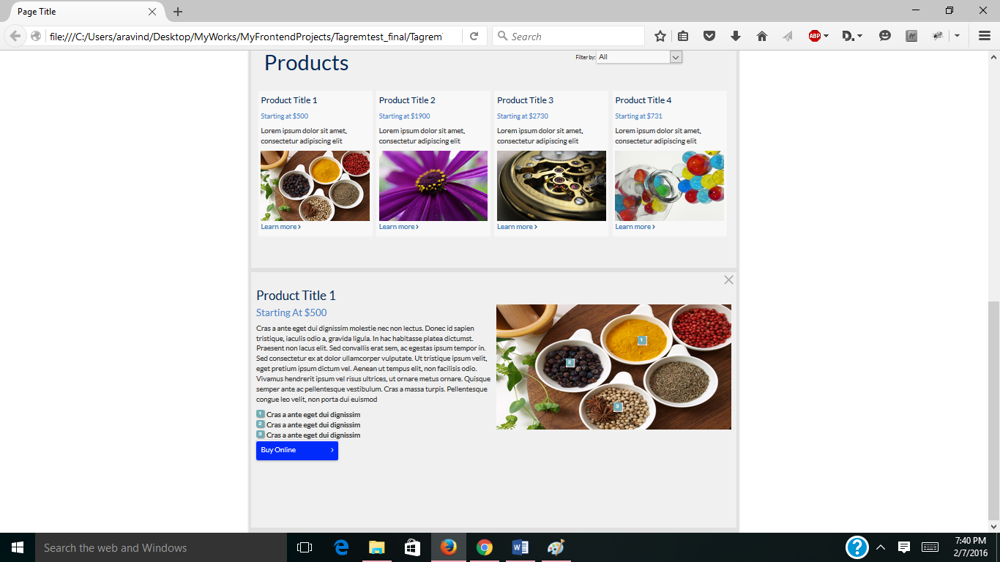 Page Title
file:///C:/Users/aravind/Desktop/MyWorks/MyFrontendProjects/Tagremtest_final/Tagrem
Search
ABP
D.
Products
Filter by: All
Product Title 1
Starting at $500
Lorem ipsum dolor sit amet,
consectetur adipiscing elit
Learn more ›
Product Title 2
Starting at $1900
Lorem ipsum dolor sit amet,
consectetur adipiscing elit
Learn more ›
Product Title 3
Starting at $2730
Lorem ipsum dolor sit amet,
consectetur adipiscing elit
Learn more ›
Product Title 4
Starting at $731
Lorem ipsum dolor sit amet,
consectetur adipiscing elit
Learn more ›
Product Title 1
Starting At $500
Cras a ante eget dui dignissim molestie nec non lectus. Donec id sapien
tristique, iaculis odio a, gravida ligula. In hac habitasse platea dictumst.
Praesent non lacus elit. Sed convallis erat sem, ac egestas ipsum tempor in.
Sed consectetur ex at dolor ullamcorper vulputate. Ut tristique ipsum velit,
eget pretium ipsum dictum vel. Aenean ut tempus elit, non facilisis odio.
Vivamus hendrerit ipsum vel risus ultrices, ut ornare metus ornare. Quisque
semper ante ac pellentesque vestibulum. Cras a massa turpis. Pellentesque
congue leo velit, non porta dui euismod
1 Cras a ante eget dui dignissim
2 Cras a ante eget dui dignissim
3 Cras a ante eget dui dignissim
Buy Online ›
1
2
3
Search the web and Windows
7:40 PM
2/7/2016